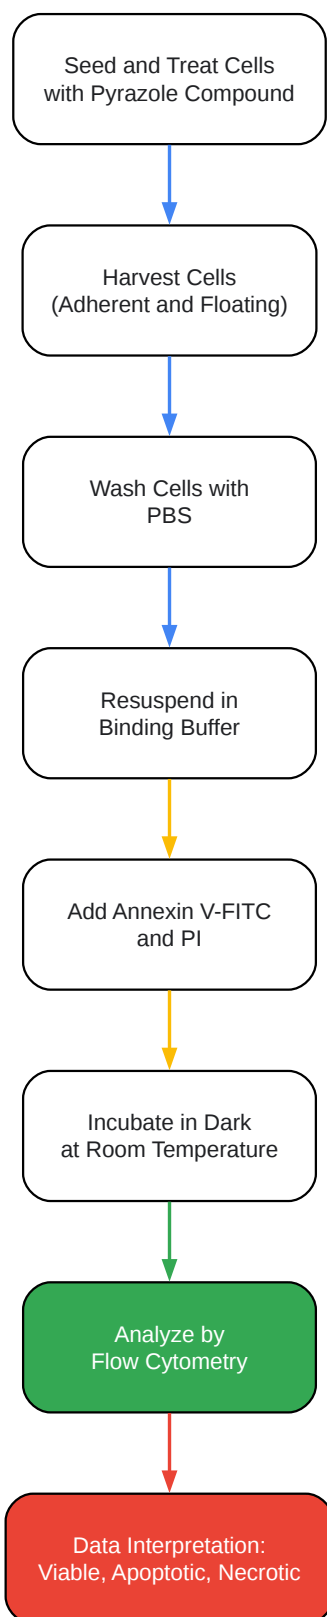 Seed and Treat Cells
with Pyrazole Compound
Harvest Cells
(Adherent and Floating)
Wash Cells with
PBS
Resuspend in
Binding Buffer
Add Annexin V-FITC
and PI
Incubate in Dark
at Room Temperature
Analyze by
Flow Cytometry
Data Interpretation:
Viable, Apoptotic, Necrotic